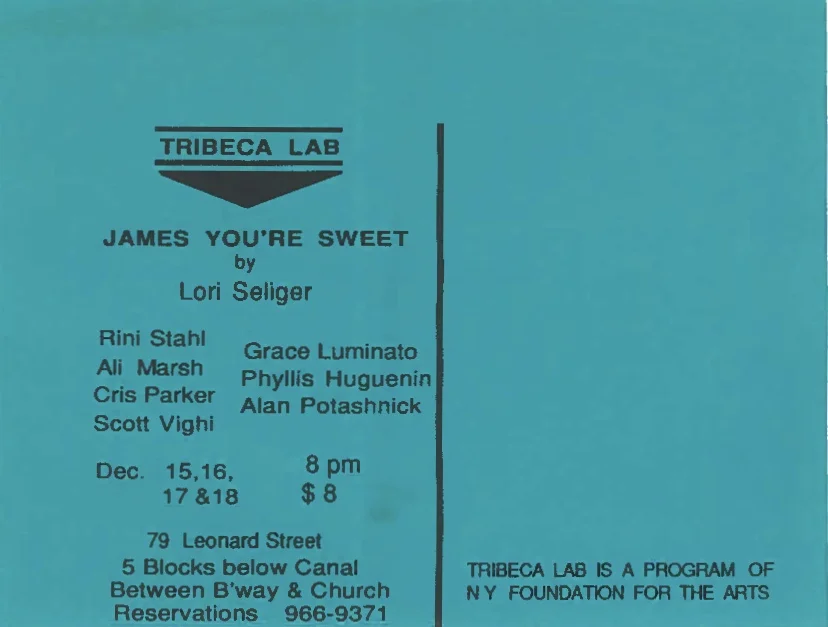 TRIBECA LAB
JAMES YOU'RE SWEET
by
Lori Seliger
Rini Stahl
Ali Marsh
Cris Parker
Scott Vighi
Grace Luminato
Phyllis Huguenin
Alan Potashnick
Dec. 15,16, 8 pm
17 &18 $ 8
79 Leonard Street
5 Blocks below Canal
Between B'way & Church
Reservations 966-9371
TRIBECA LAB IS A PROGRAM OF
N Y FOUNDATION FOR THE ARTS